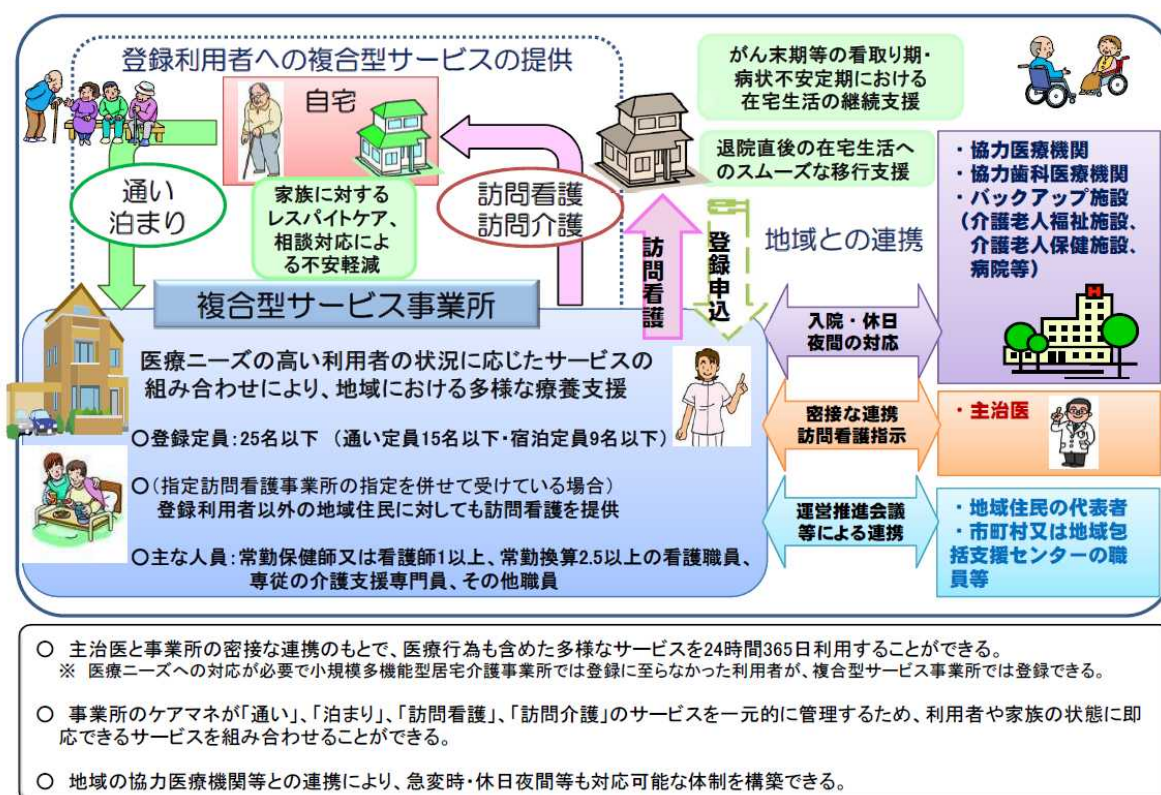 登録利用者への複合型サービスの提供
自宅
通い
泊まり
家族に対する
レスパイトケア、
相談対応によ
る不安軽減
訪問看護
訪問介護
がん末期等の看取り期・
病状不安定期における
在宅生活の継続支援
退院直後の在宅生活へ
のスムーズな移行支援
訪問看護
登録申込
地域との連携
・協力医療機関
・協力歯科医療機関
・バックアップ施設
（介護老人福祉施設、
介護老人保健施設、
病院等）
H
入院・休日
夜間の対応
密接な連携
訪問看護指示
・主治医
運営推進会議
等による連携
・地域住民の代表者
・市町村又は地域包
括支援センターの職
員等
複合型サービス事業所
医療ニーズの高い利用者の状況に応じたサービスの
組み合わせにより、地域における多様な療養支援
○登録定員：25名以下 （通い定員15名以下・宿泊定員9名以下）
○（指定訪問看護事業所の指定を併せて受けている場合）
登録利用者以外の地域住民に対しても訪問看護を提供
○主な人員：常勤保健師又は看護師1以上、常勤換算2.5以上の看護職員、
専従の介護支援専門員、その他職員
○ 主治医と事業所の密接な連携のもとで、医療行為も含めた多様なサービスを24時間365日利用することができる。
※ 医療ニーズへの対応が必要で小規模多機能型居宅介護事業所では登録に至らなかった利用者が、複合型サービス事業所では登録できる。
○ 事業所のケアマネが「通い」、「泊まり」、「訪問看護」、「訪問介護」のサービスを一元的に管理するため、利用者や家族の状態に即
応できるサービスを組み合わせることができる。
○ 地域の協力医療機関等との連携により、急変時・休日夜間等も対応可能な体制を構築できる。